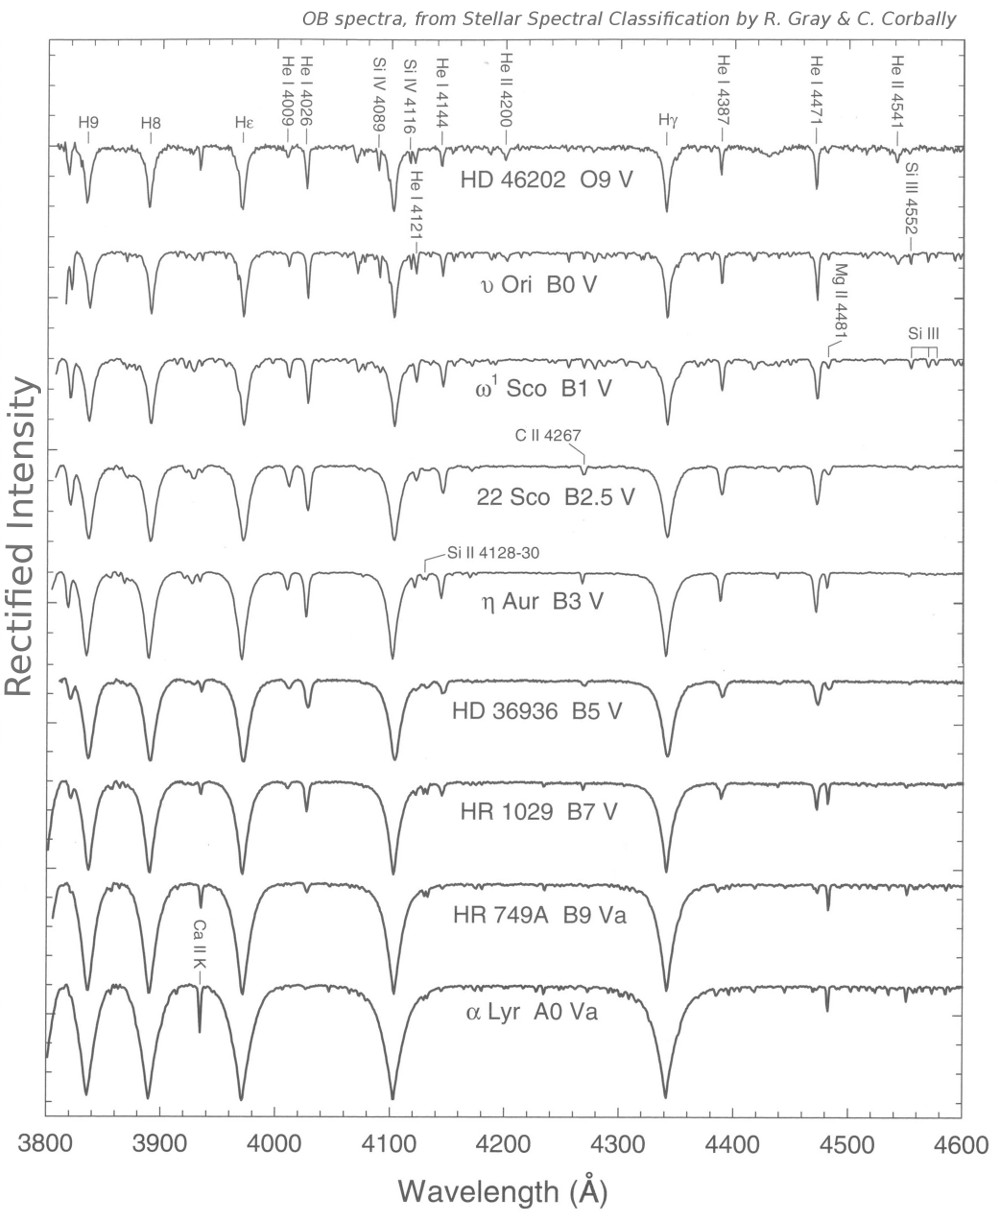 OB spectra, from Stellar Spectral Classification by R. Gray & C. Corbally
H9
H8
Hε
He I 4009
He I 4026
Si IV 4089
Si IV 4116
He I 4144
He II 4200
Hγ
He I 4387
He I 4471
He II 4541
HD 46202 O9 V
He I 4121
Si III 4552
υ Ori B0 V
Mg II 4481
Si III
ω¹ Sco B1 V
C II 4267
22 Sco B2.5 V
Si II 4128-30
η Aur B3 V
HD 36936 B5 V
HR 1029 B7 V
HR 749A B9 Va
Ca II K
α Lyr A0 Va
Rectified Intensity
3800 3900 4000 4100 4200 4300 4400 4500 4600
Wavelength (Å)